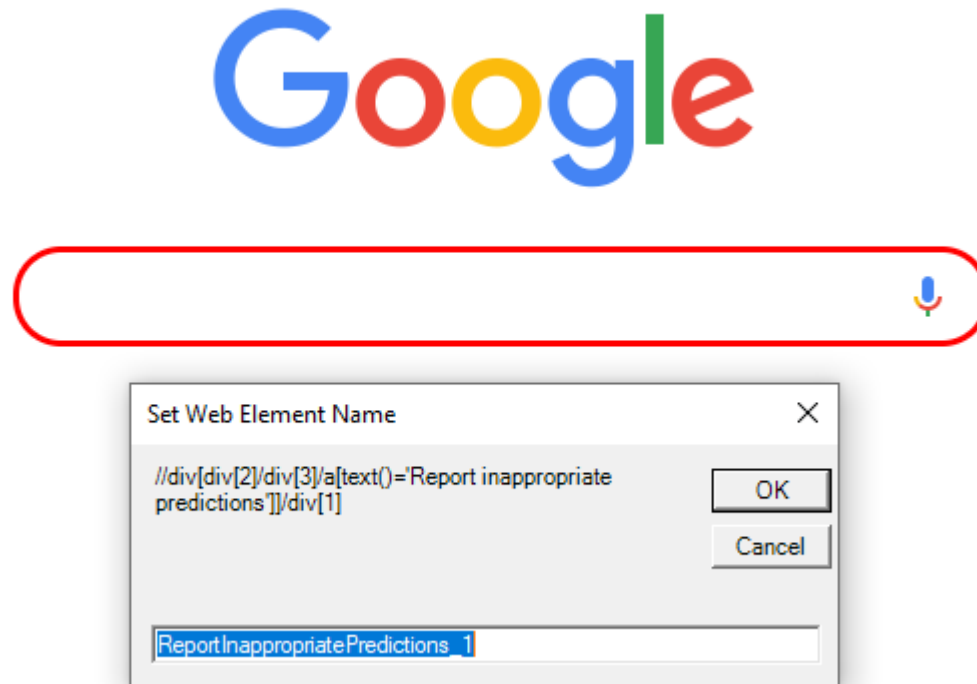 Google
Set Web Element Name
//div[div[2]/div[3]/a[text()='Report inappropriate
predictions']]/div[1]
OK
Cancel
ReportInappropriatePredictions_1